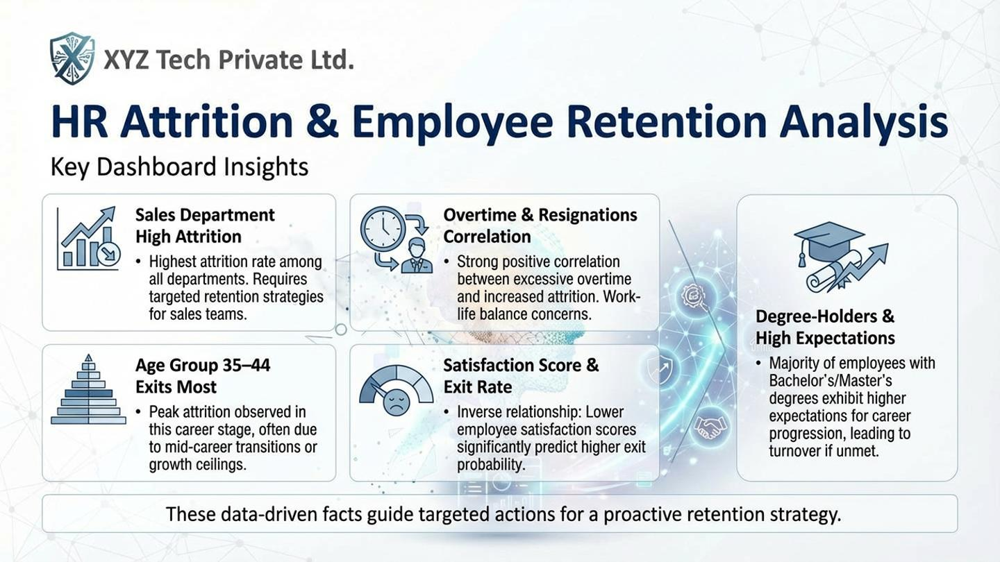 XYZ Tech Private Ltd.
HR Attrition & Employee Retention Analysis
Key Dashboard Insights
Sales Department
High Attrition
• Highest attrition rate among
all departments. Requires
targeted retention strategies
for sales teams.
Overtime & Resignations
Correlation
• Strong positive correlation
between excessive overtime
and increased attrition. Work-
life balance concerns.
Age Group 35–44
Exits Most
• Peak attrition observed in
this career stage, often due
to mid-career transitions or
growth ceilings.
Satisfaction Score &
Exit Rate
• Inverse relationship: Lower
employee satisfaction scores
significantly predict higher exit
probability.
Degree-Holders &
High Expectations
• Majority of employees with
Bachelor's/Master's
degrees exhibit higher
expectations for career
progression, leading to
turnover if unmet.
These data-driven facts guide targeted actions for a proactive retention strategy.